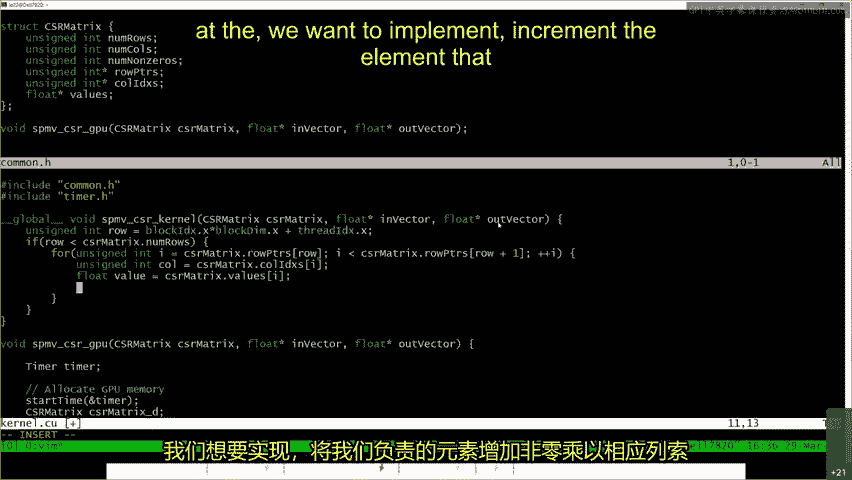 at the, we want to implement, increment the
element that
struct CSRMatrix {
unsigned int numRows;
unsigned int numCols;
unsigned int numNonzeros;
unsigned int* rowPtrs;
unsigned int* colIdxs;
float* values;
};
void spmv_csr_gpu(CSRMatrix csrMatrix, float* inVector, float* outVector);
common.h 1,0-1 All
#include "common.h"
#include "timer.h"
__global__ void spmv_csr_kernel(CSRMatrix csrMatrix, float* inVector, float* outVector) {
unsigned int row = blockIdx.x*blockDim.x + threadIdx.x;
if(row < csrMatrix.numRows) {
for(unsigned int i = csrMatrix.rowPtrs[row]; i < csrMatrix.rowPtrs[row + 1]; ++i) {
unsigned int col = csrMatrix.colIdxs[i];
float value = csrMatrix.values[i];
}
}
}
void spmv_csr_gpu(CSRMatrix csrMatrix, float* inVector, float* outVector) {
Timer timer;
// Allocate GPU memory
startTime(&timer);
CSRMatrix csrMatrix_d;
kernel.cu [+] 11,13
-- INSERT --
我们想要实现，将我们负责的元素增加非零乘以相应列索
+21